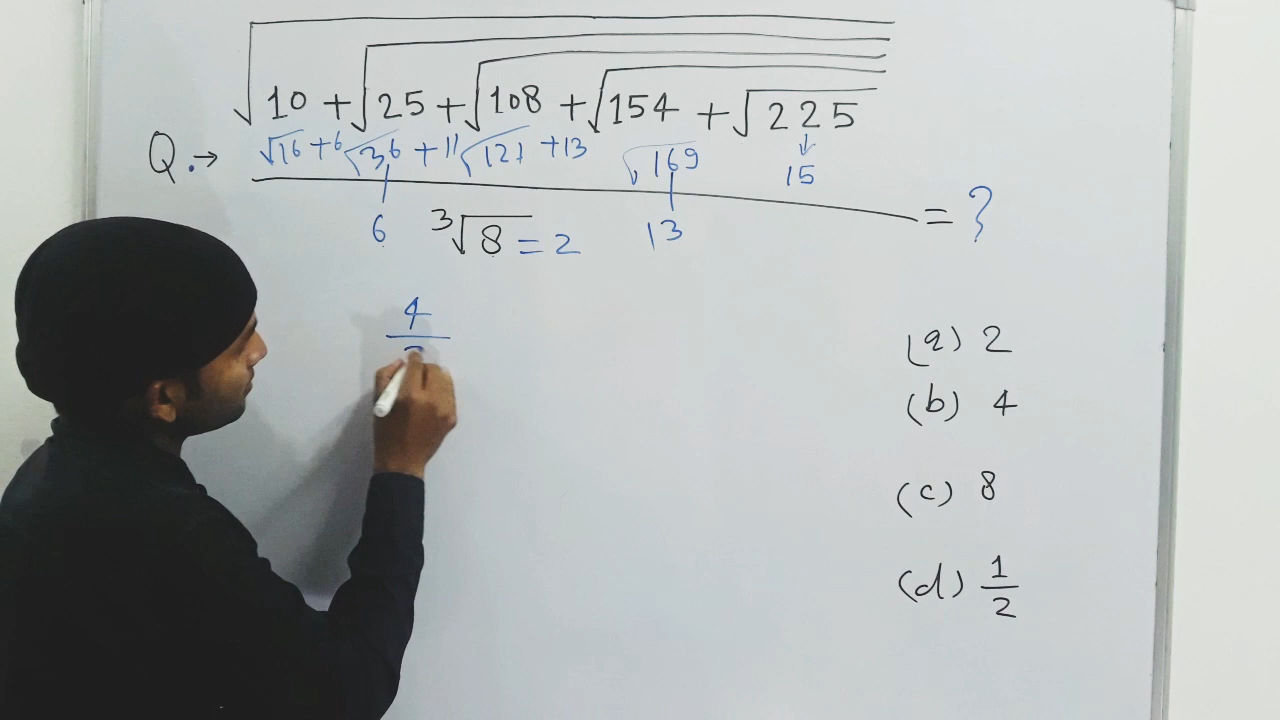 √10 + √25 + √108 + √154 + √225
Q.→ √16 +6 √36 + 11 √121 +13 √169 ↓ 15
= ?
6 ³√8 = 2 13
4
(a) 2
(b) 4
(c) 8
(d) 1/2